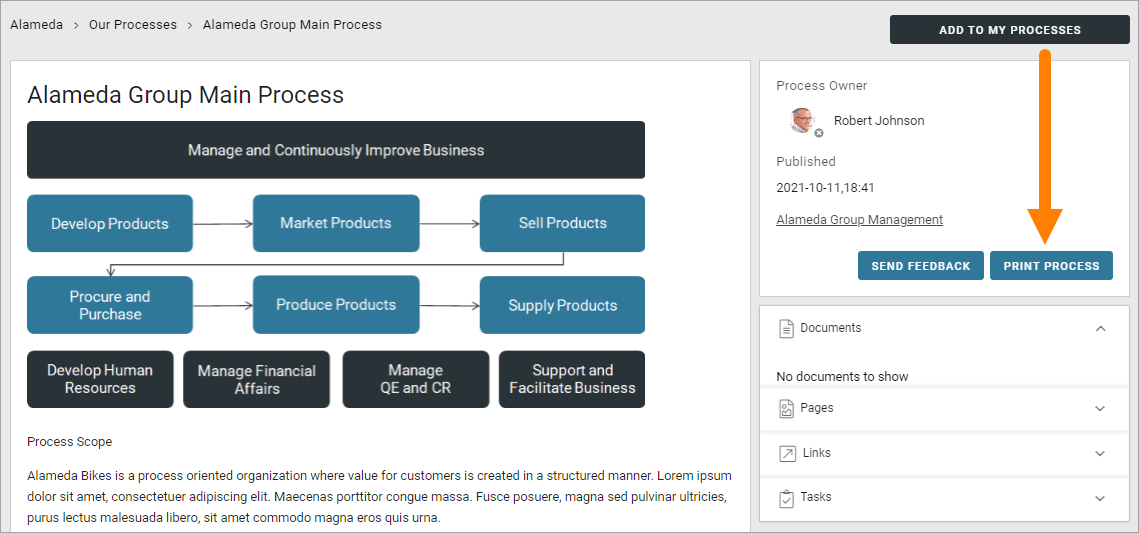 Alameda > Our Processes > Alameda Group Main Process
ADD TO MY PROCESSES
Alameda Group Main Process
Manage and Continuously Improve Business
Develop Products
Market Products
Sell Products
Procure and
Purchase
Produce Products
Supply Products
Develop Human
Resources
Manage Financial
Affairs
Manage
QE and CR
Support and
Facilitate Business
Process Scope
Alameda Bikes is a process oriented organization where value for customers is created in a structured manner. Lorem ipsum
dolor sit amet, consectetuer adipiscing elit. Maecenas porttitor congue massa. Fusce posuere, magna sed pulvinar ultricies,
purus lectus malesuada libero, sit amet commodo magna eros quis urna.
Process Owner
Robert Johnson
Published
2021-10-11,18:41
Alameda Group Management
SEND FEEDBACK
PRINT PROCESS
Documents
No documents to show
Pages
Links
Tasks